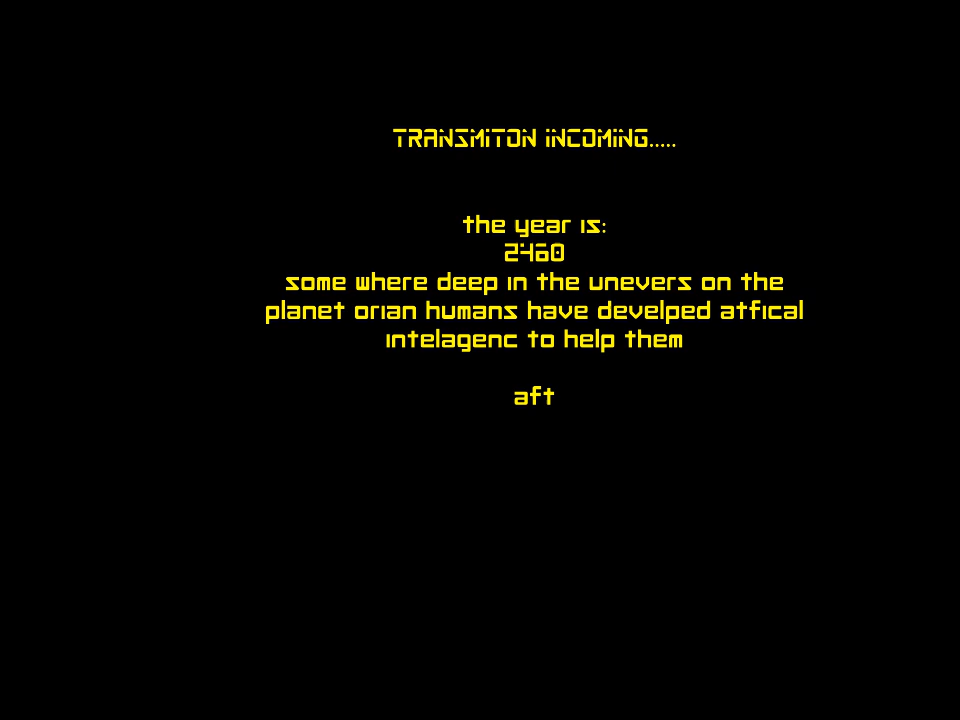 TRANSMITON INCOMING.....
the year is:
2460
some where deep in the unevers on the
planet orian humans have develped atfical
intelagenc to help them
aft